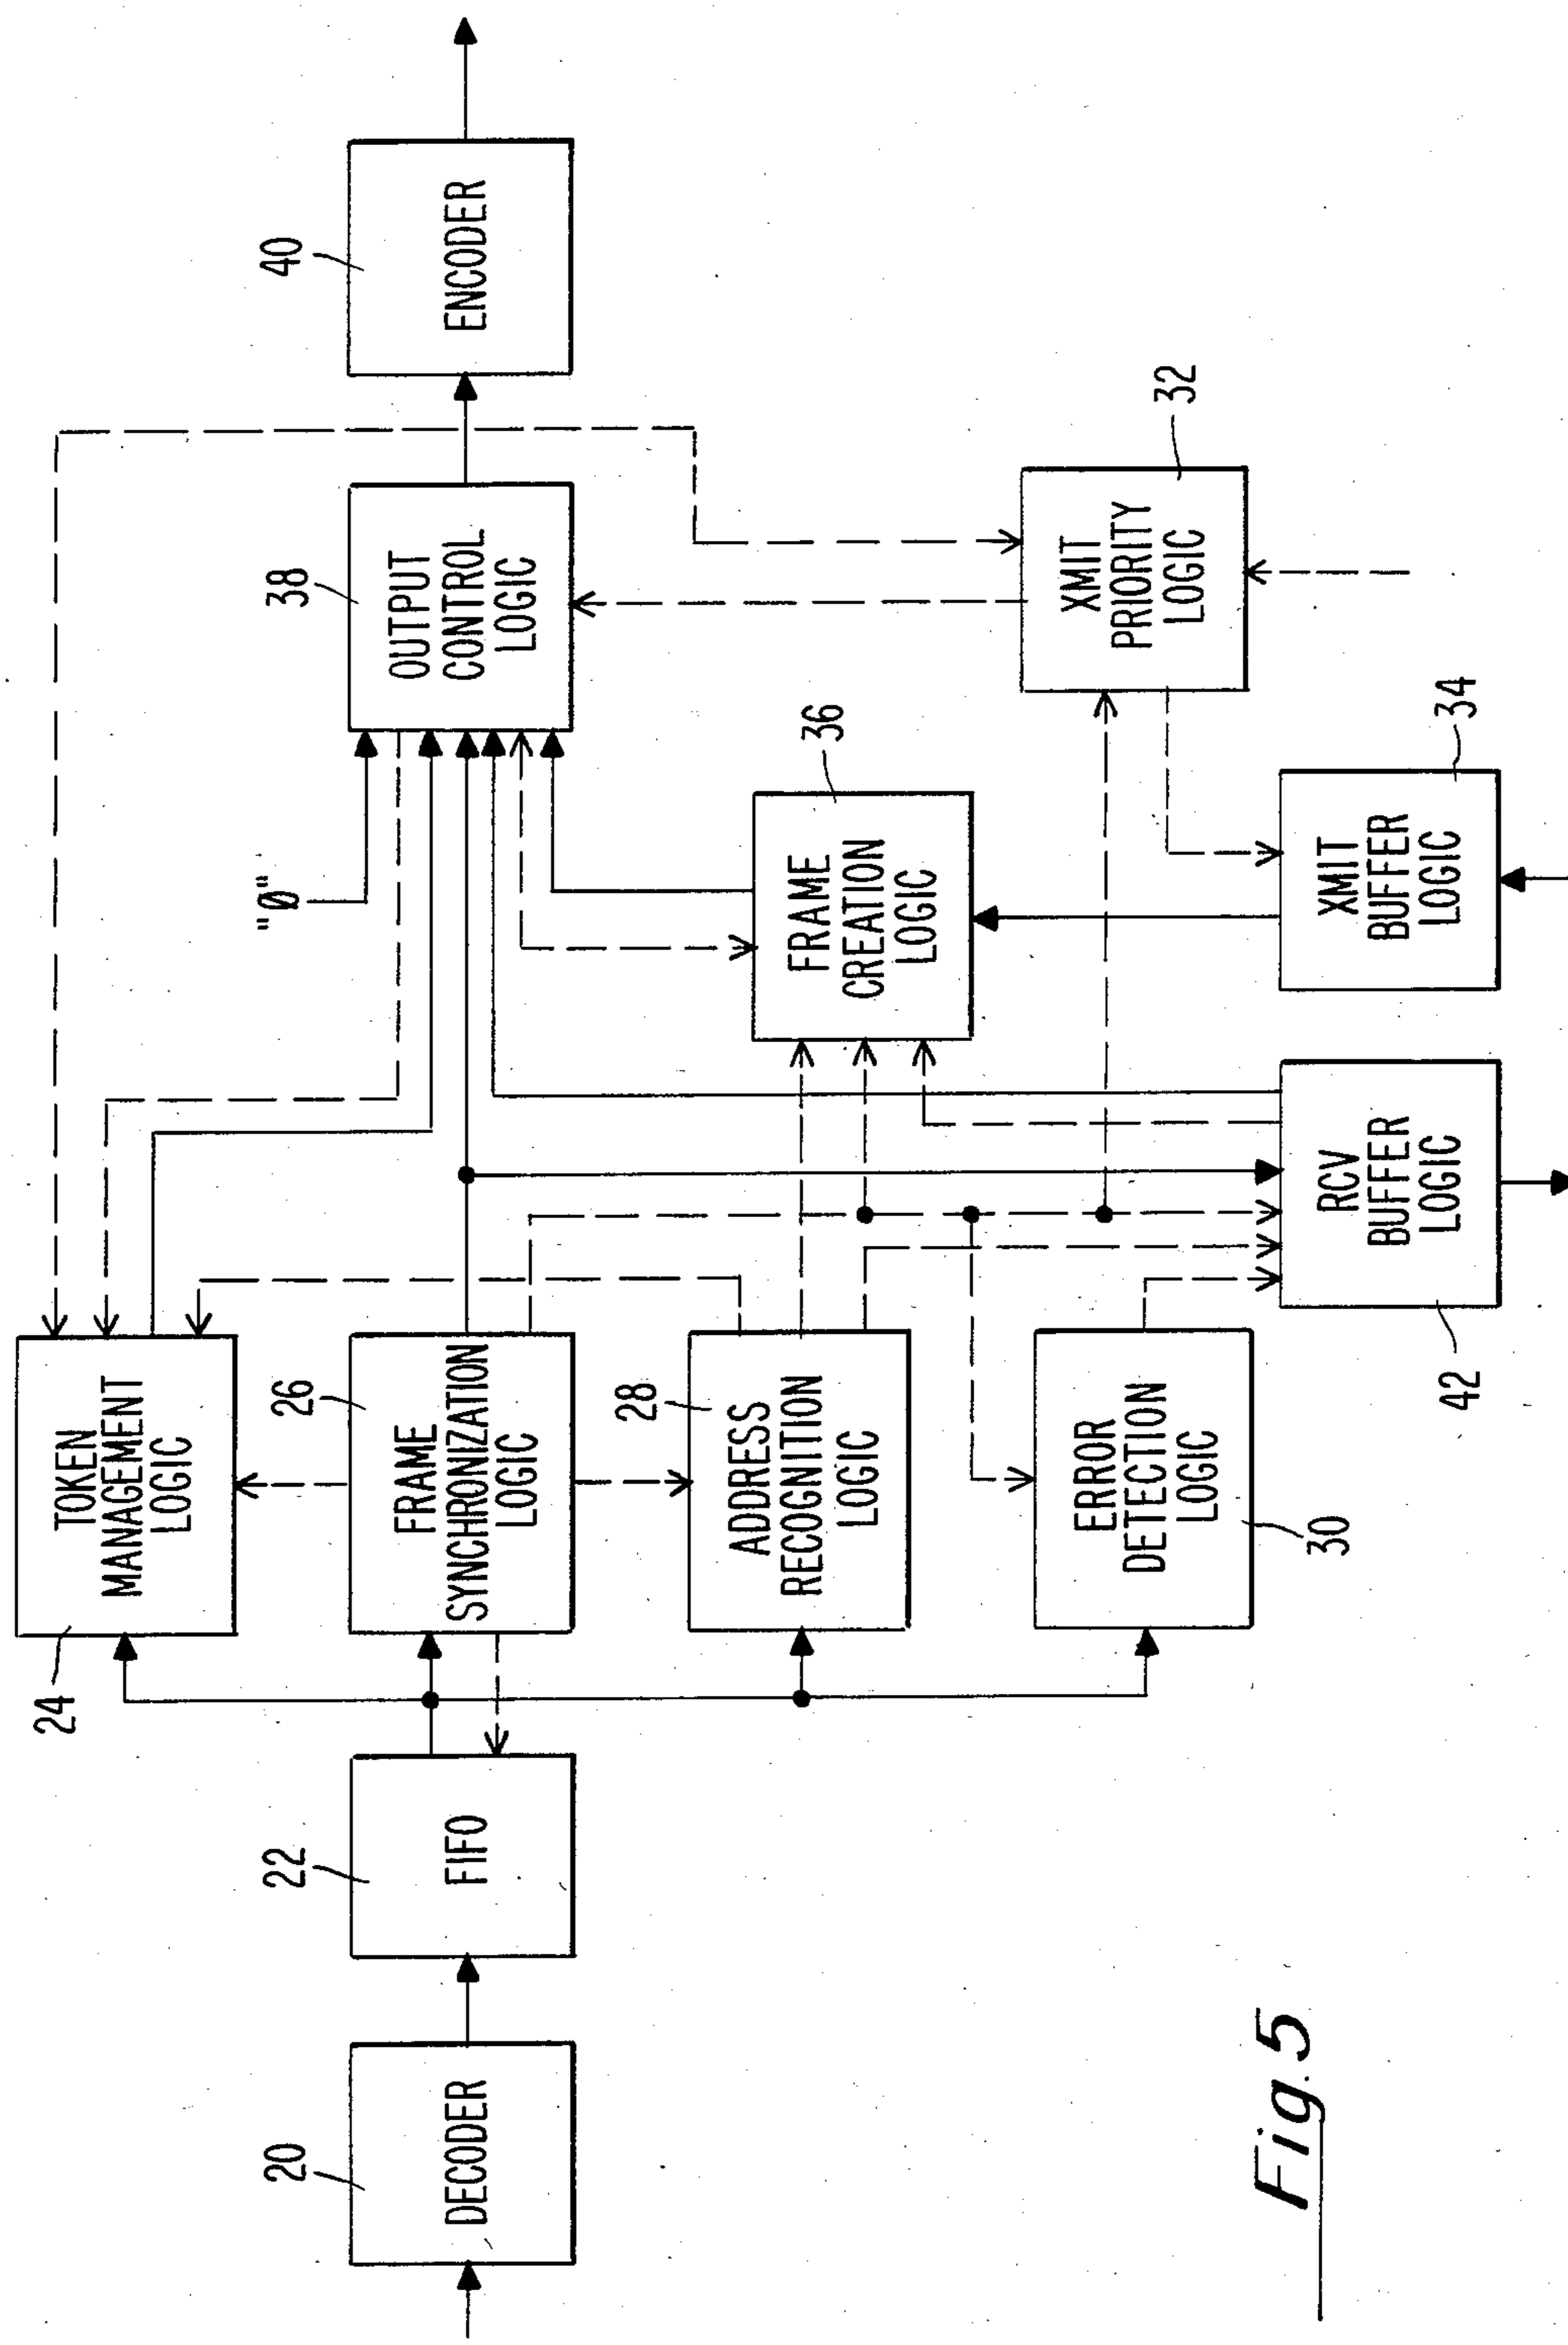 20
DECODER
22
FIFO
24
TOKEN
MANAGEMENT
LOGIC
26
FRAME
SYNCHRONIZATION
LOGIC
28
ADDRESS
RECOGNITION
LOGIC
ERROR
DETECTION
LOGIC
30
"Ø"
38
OUTPUT
CONTROL
LOGIC
40
ENCODER
36
FRAME
CREATION
LOGIC
32
XMIT
PRIORITY
LOGIC
RCV
BUFFER
LOGIC
42
34
XMIT
BUFFER
LOGIC
Fig. 5